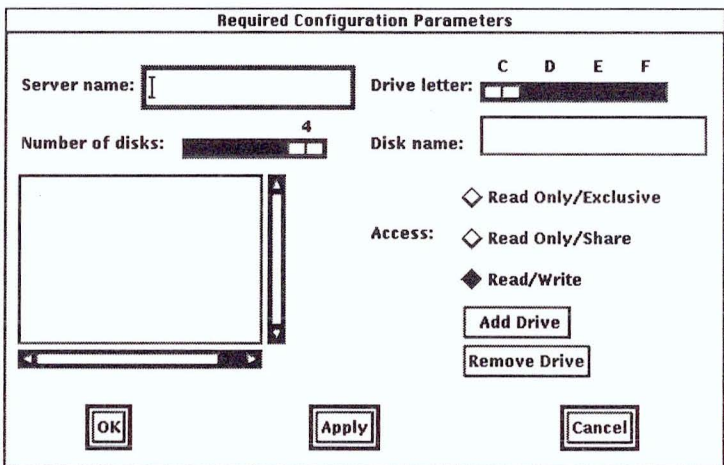 Required Configuration Parameters
Server name:
Drive letter:
C D E F
Number of disks:
4
Disk name:
Access:
Read Only/Exclusive
Read Only/Share
Read/Write
Add Drive
Remove Drive
OK
Apply
Cancel